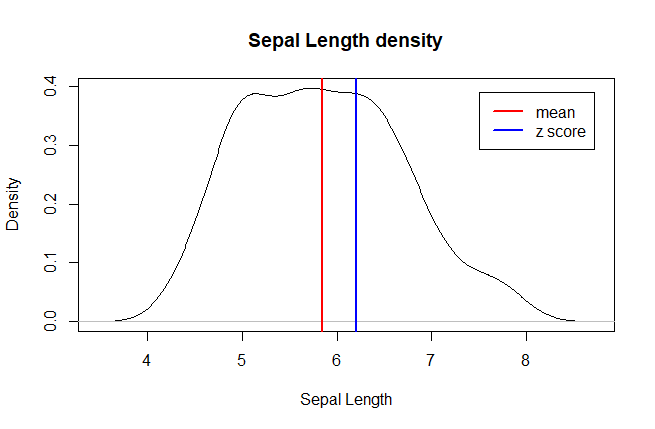 Sepal Length density
mean
z score
Density
0.0
0.1
0.2
0.3
0.4
4 5 6 7 8
Sepal Length